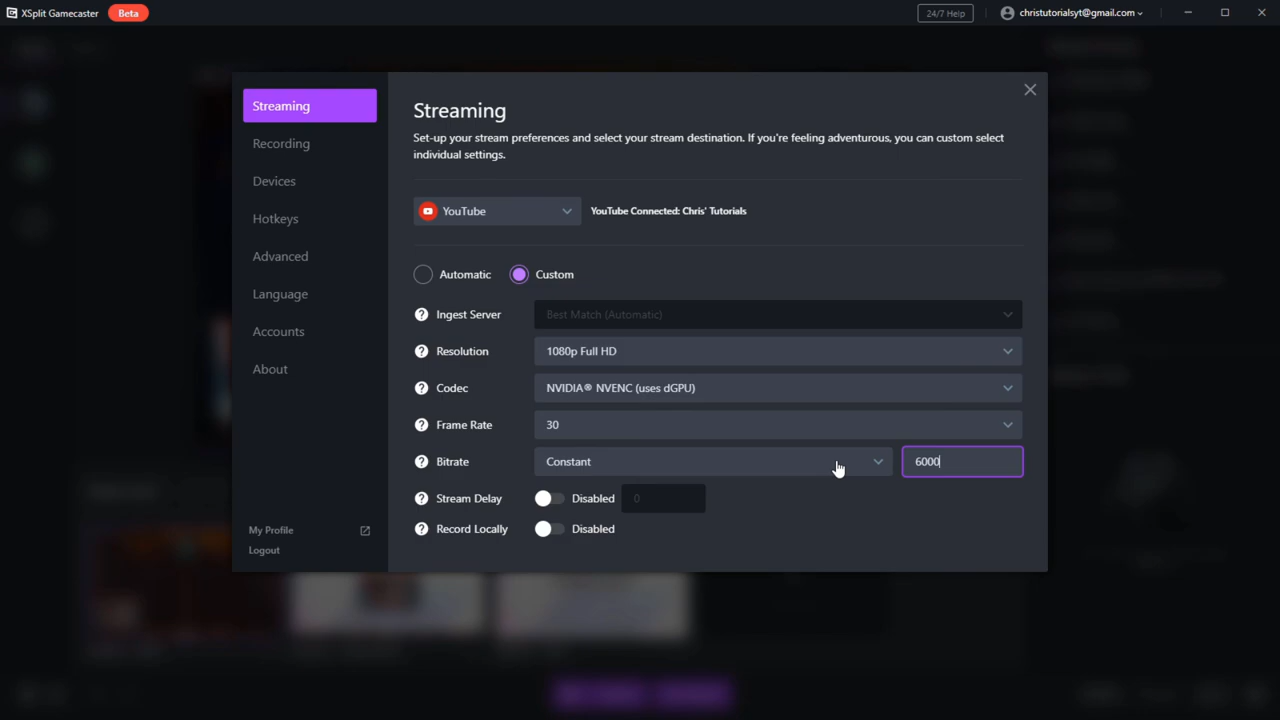 XSplit Gamecaster Beta
24/7 Help
christutorialsyt@gmail.com
Streaming
Recording
Devices
Hotkeys
Advanced
Language
Accounts
About
My Profile
Logout
Streaming
Set-up your stream preferences and select your stream destination. If you're feeling adventurous, you can custom select
individual settings.
YouTube
YouTube Connected: Chris' Tutorials
Automatic
Custom
Ingest Server
Best Match (Automatic)
Resolution
1080p Full HD
Codec
NVIDIA® NVENC (uses dGPU)
Frame Rate
30
Bitrate
Constant
6000
Stream Delay
Disabled
0
Record Locally
Disabled